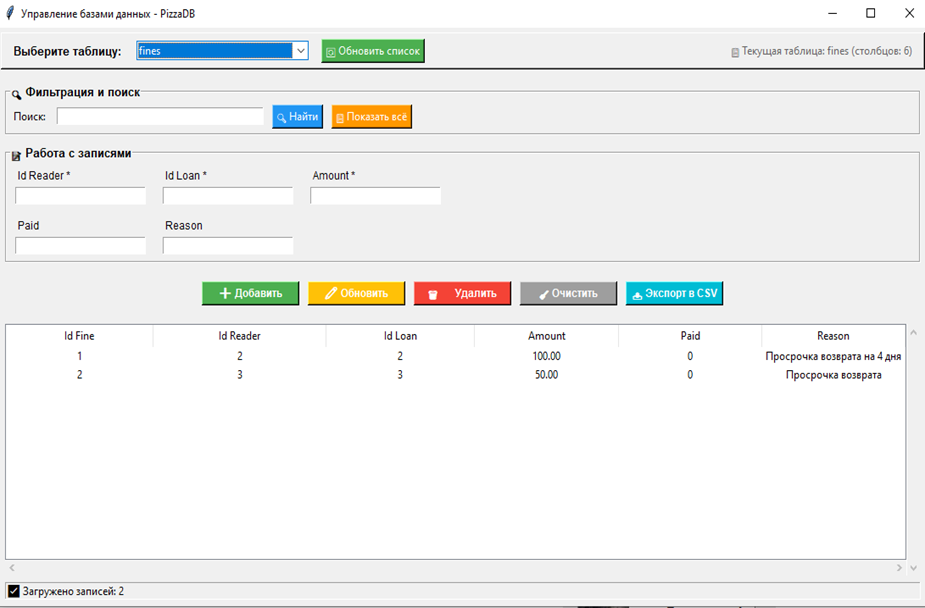 Управление базами данных - PizzaDB
Выберите таблицу: fines Обновить список Текущая таблица: fines (столбцов: 6)
Фильтрация и поиск
Поиск: Найти Показать всё
Работа с записями
Id Reader * Id Loan * Amount *
Paid Reason
Добавить Обновить Удалить Очистить Экспорт в CSV
Id Fine Id Reader Id Loan Amount Paid Reason
1 2 2 100.00 0 Просрочка возврата на 4 дня
2 3 3 50.00 0 Просрочка возврата
Загружено записей: 2